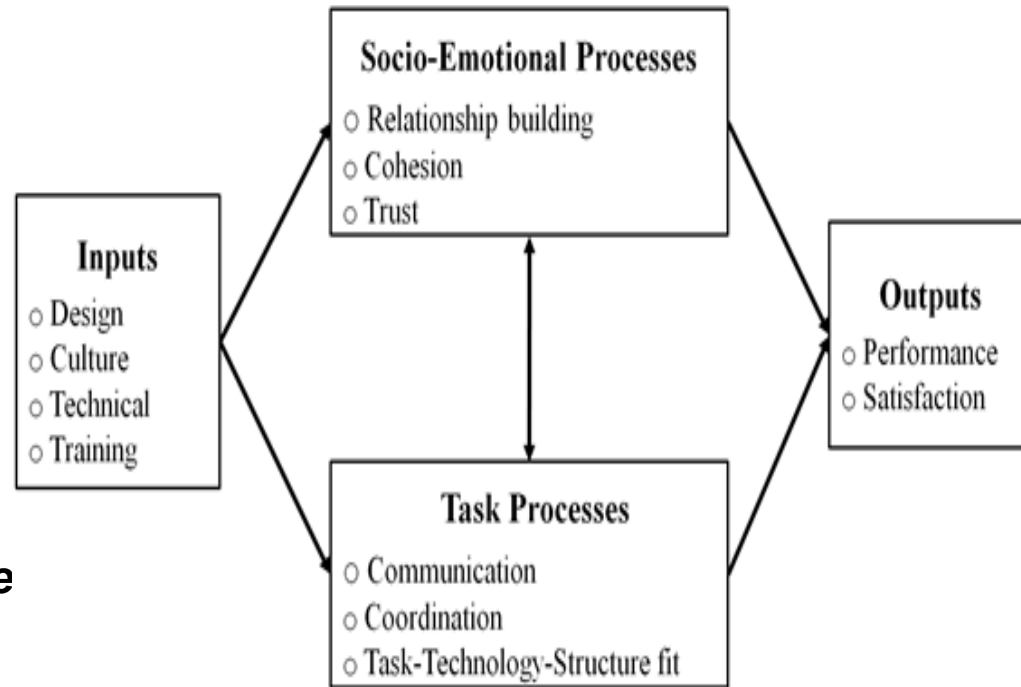 Socio-Emotional Processes
○ Relationship building
○ Cohesion
○ Trust
Inputs
○ Design
○ Culture
○ Technical
○ Training
Outputs
○ Performance
○ Satisfaction
Task Processes
○ Communication
○ Coordination
○ Task-Technology-Structure fit
e